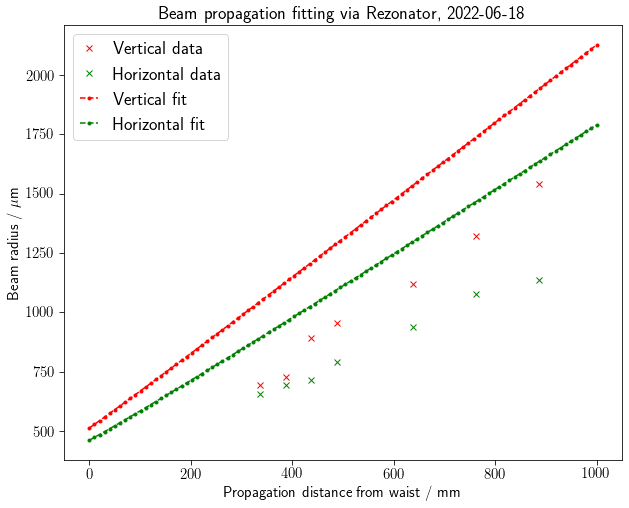 Beam propagation fitting via Rezonator, 2022-06-18
Vertical data
Horizontal data
Vertical fit
Horizontal fit
Beam radius / μm
2000
1750
1500
1250
1000
750
500
0 200 400 600 800 1000
Propagation distance from waist / mm